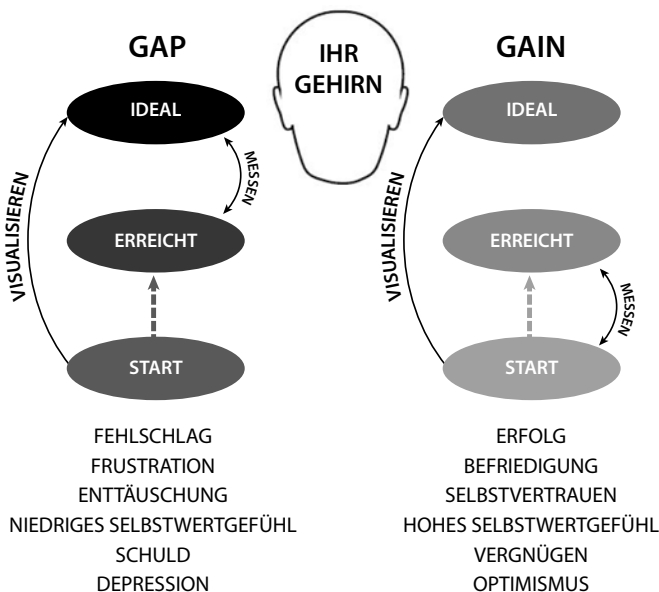 GAP
IDEAL
VISUALISIEREN
MESSEN
ERREICHT
START
FEHLSCHLAG
FRUSTRATION
ENTTÄUSCHUNG
NIEDRIGES SELBSTWERTGEFÜHL
SCHULD
DEPRESSION
IHR
GEHIRN
GAIN
IDEAL
VISUALISIEREN
ERREICHT
MESSEN
START
ERFOLG
BEFRIEDIGUNG
SELBSTVERTRAUEN
HOHES SELBSTWERTGEFÜHL
VERGNÜGEN
OPTIMISMUS